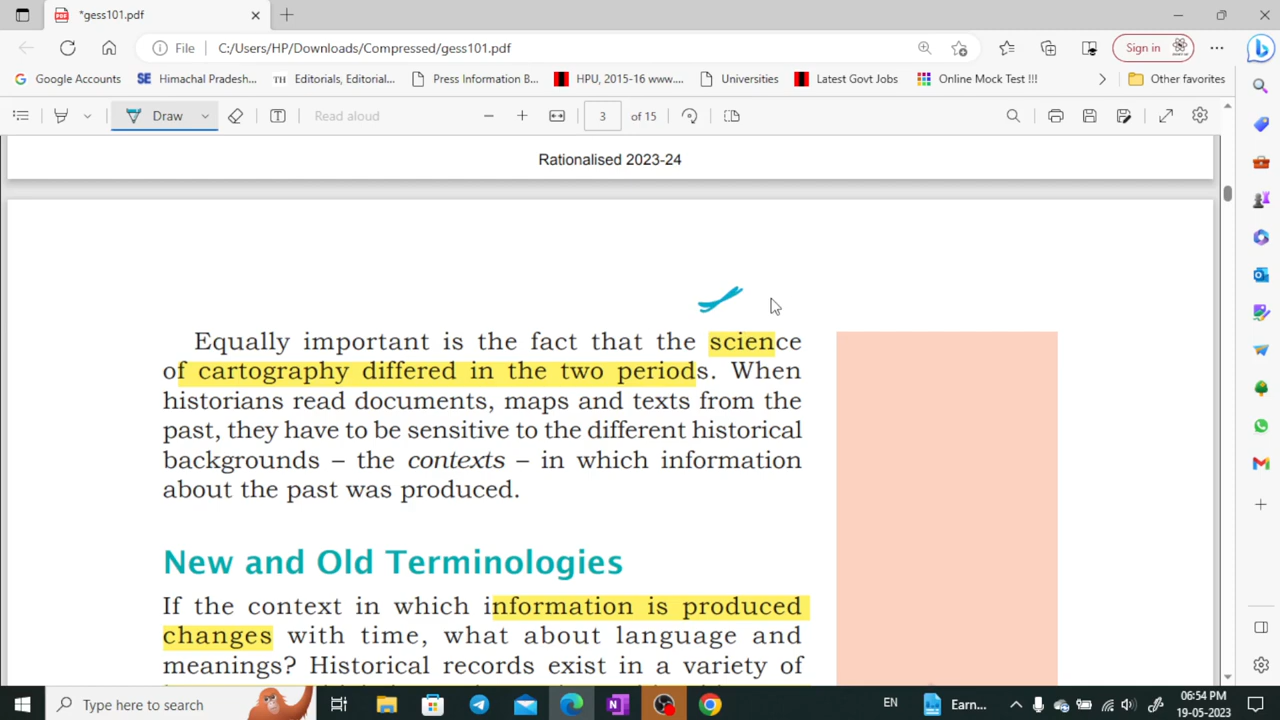 *gess101.pdf
File C:/Users/HP/Downloads/Compressed/gess101.pdf
Sign in
Google Accounts SE Himachal Pradesh... TH Editorials, Editorial... Press Information B... HPU, 2015-16 www.... Universities Latest Govt Jobs Online Mock Test !!! Other favorites
Draw Read aloud 3 of 15
Rationalised 2023-24
Equally important is the fact that the science
of cartography differed in the two periods. When
historians read documents, maps and texts from the
past, they have to be sensitive to the different historical
backgrounds – the contexts – in which information
about the past was produced.
New and Old Terminologies
If the context in which information is produced
changes with time, what about language and
meanings? Historical records exist in a variety of
Type here to search
EN Earn...
06:54 PM
19-05-2023